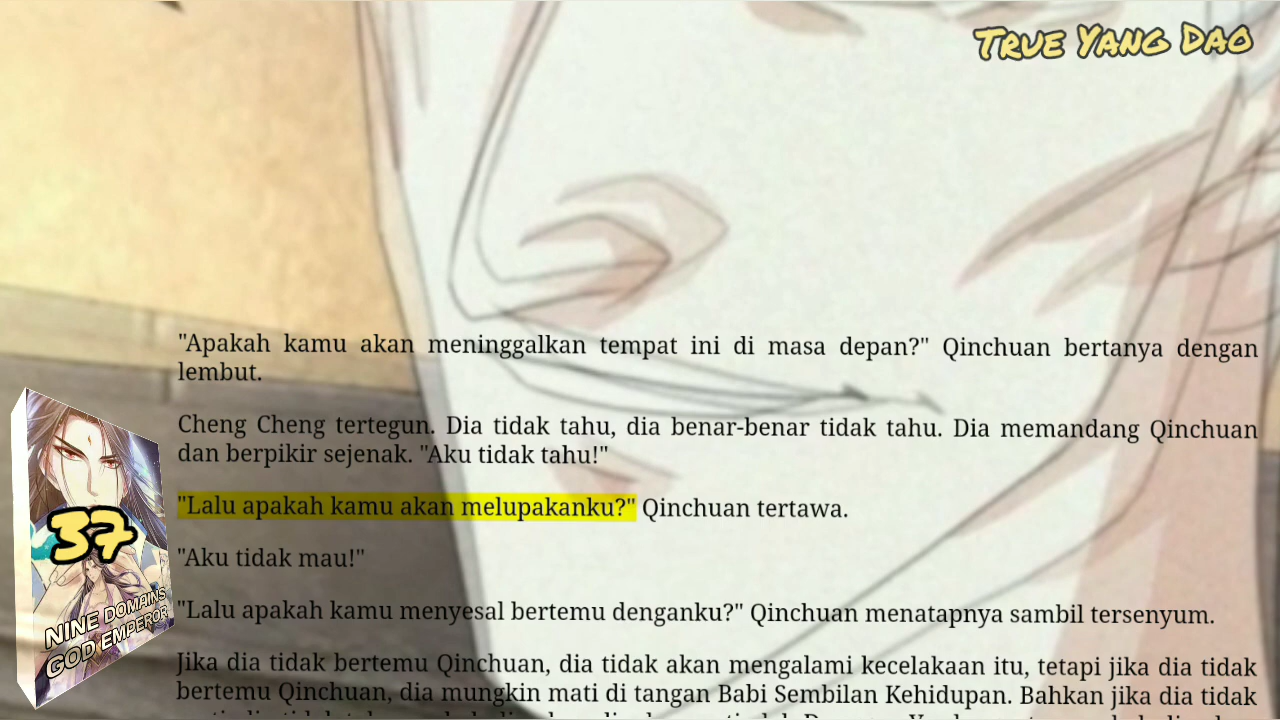 True Yang Dao
"Apakah kamu akan meninggalkan tempat ini di masa depan?" Qinchuan bertanya dengan
lembut.
Cheng Cheng tertegun. Dia tidak tahu, dia benar-benar tidak tahu. Dia memandang Qinchuan
dan berpikir sejenak. "Aku tidak tahu!"
"Lalu apakah kamu akan melupakanku?" Qinchuan tertawa.
"Aku tidak mau!"
"Lalu apakah kamu menyesal bertemu denganku?" Qinchuan menatapnya sambil tersenyum.
Jika dia tidak bertemu Qinchuan, dia tidak akan mengalami kecelakaan itu, tetapi jika dia tidak
bertemu Qinchuan, dia mungkin mati di tangan Babi Sembilan Kehidupan. Bahkan jika dia tidak
37
NINE DOMAINS
GOD EMPEROR